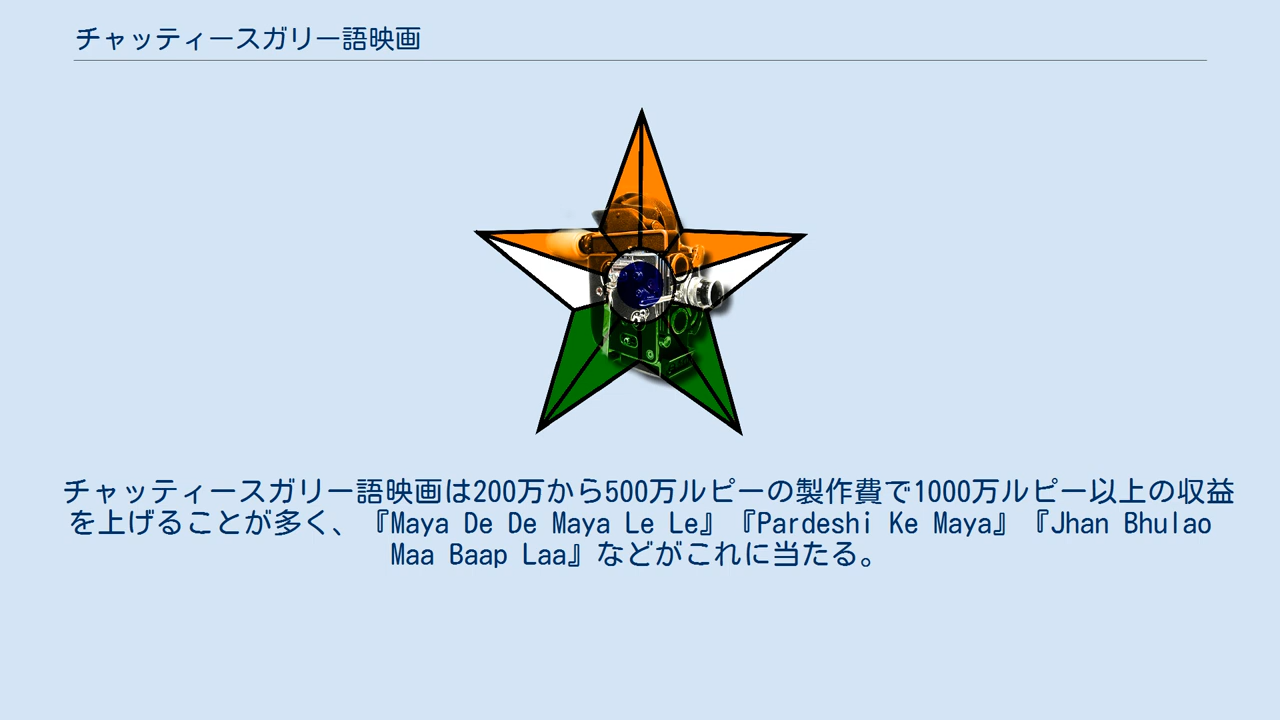 チャッティースガリー語映画
チャッティースガリー語映画は200万から500万ルピーの製作費で1000万ルピー以上の収益
を上げることが多く、『Maya De De Maya Le Le』『Pardeshi Ke Maya』『Jhan Bhulao
Maa Baap Laa』などがこれに当たる。